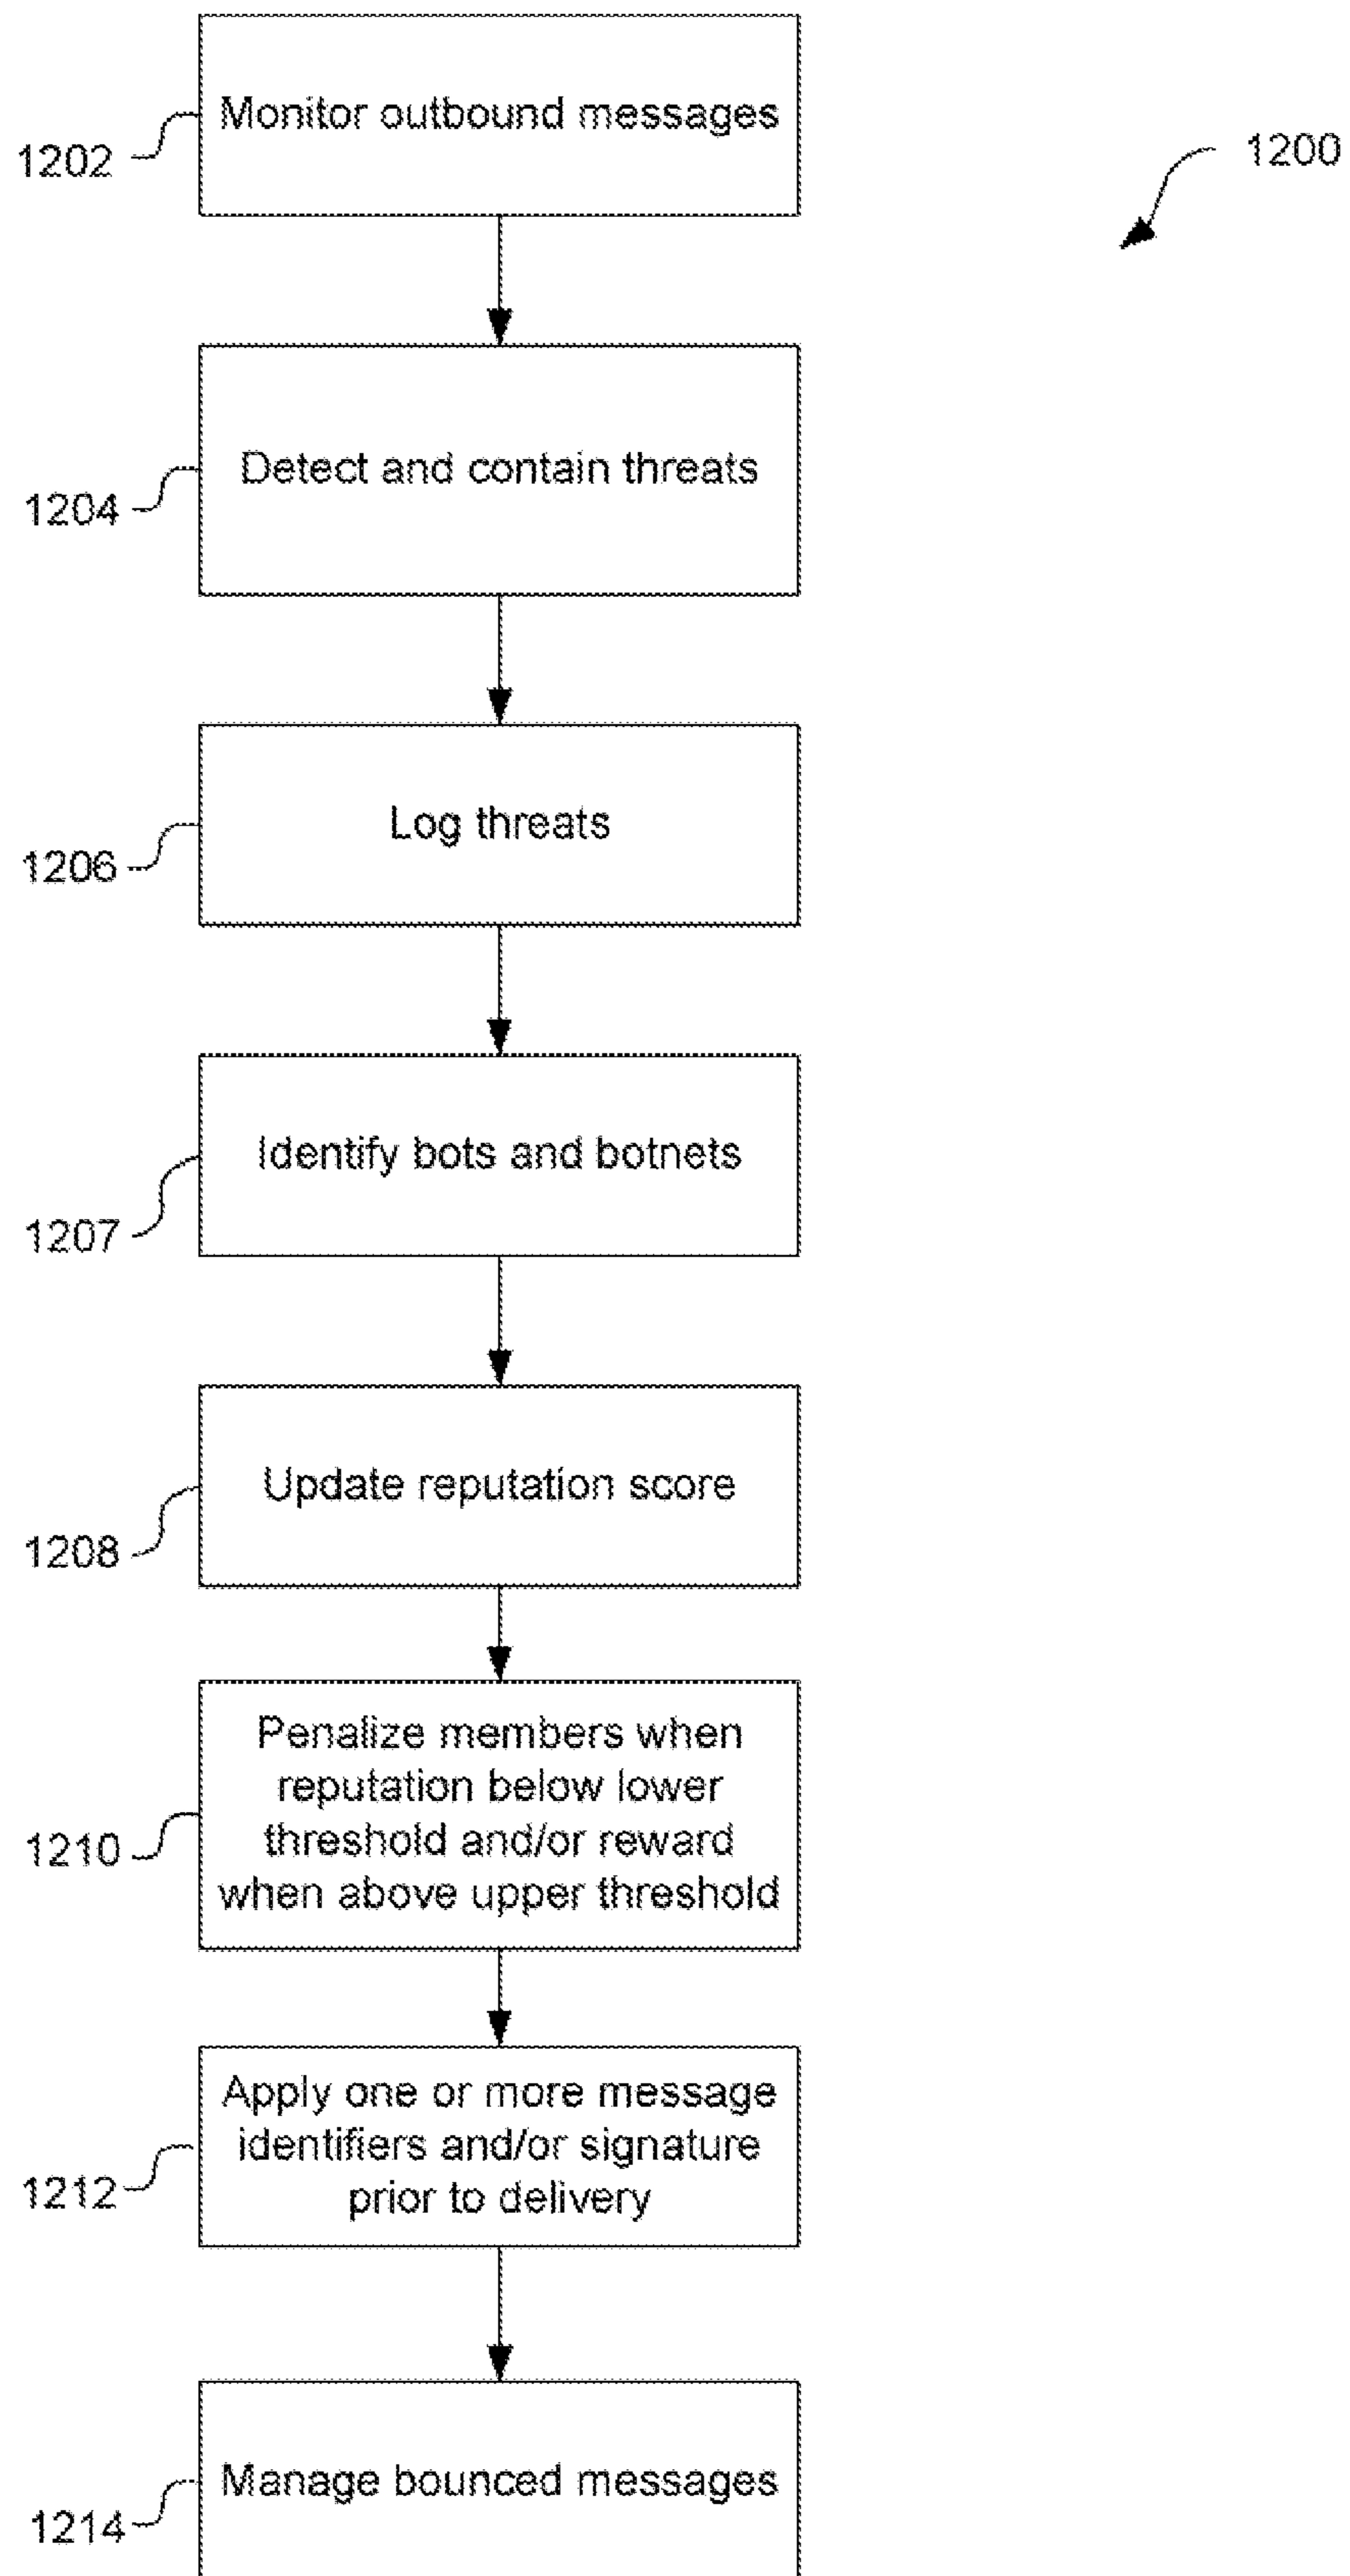 Monitor outbound messages
1202
1200
Detect and contain threats
1204
Log threats
1206
Identify bots and botnets
1207
Update reputation score
1208
Penalize members when
reputation below lower
threshold and/or reward
when above upper threshold
1210
Apply one or more message
identifiers and/or signature
prior to delivery
1212
Manage bounced messages
1214